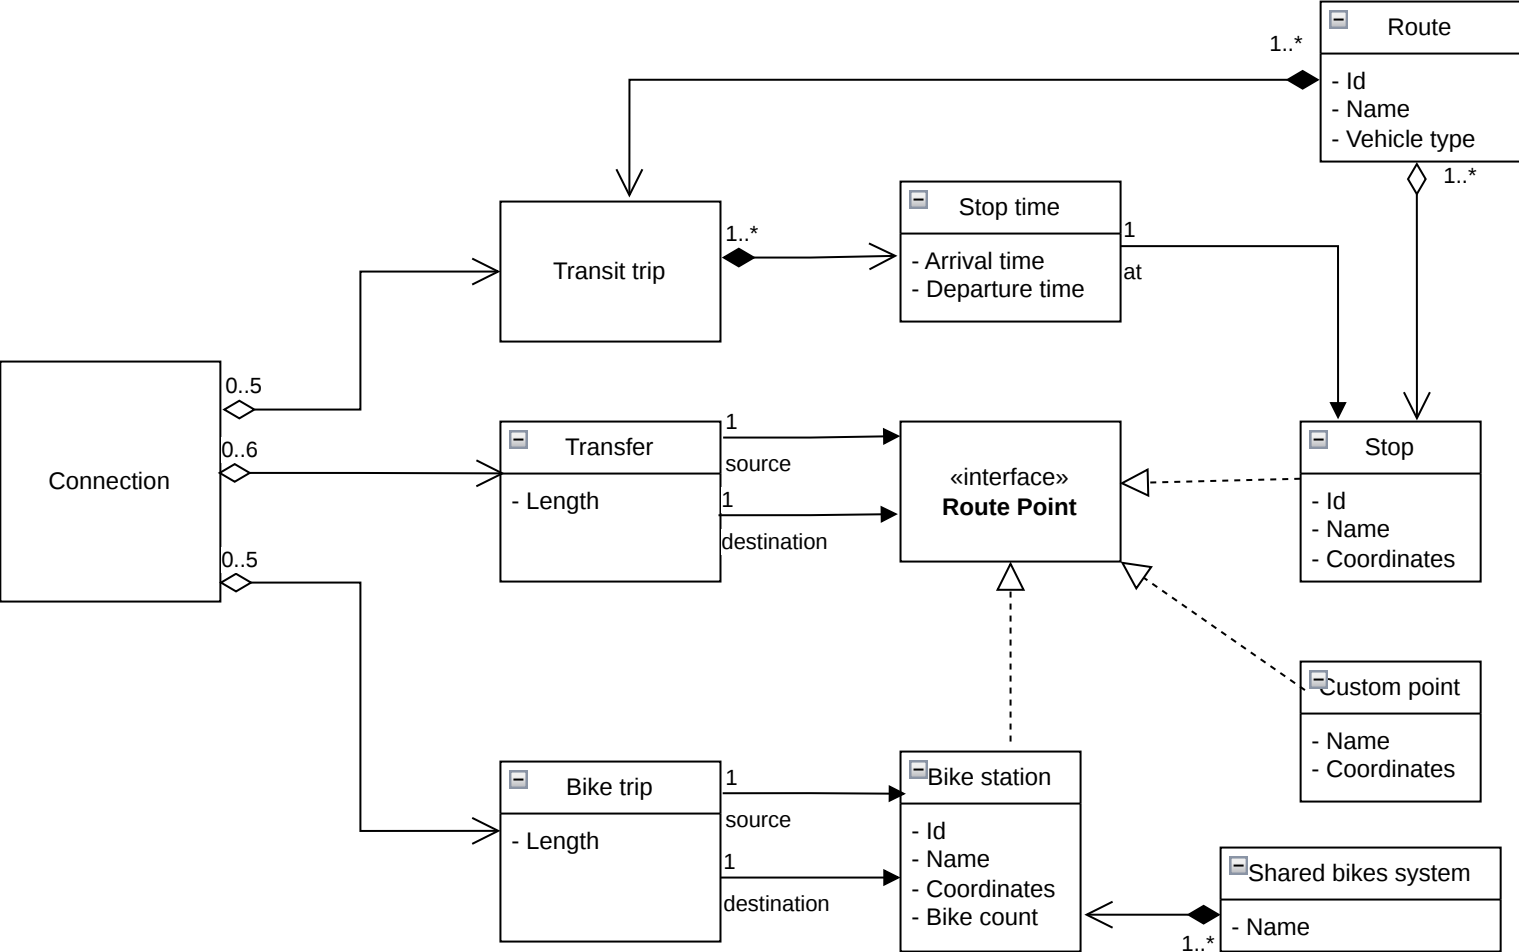 Route
1..*
- Id
- Name
- Vehicle type
1..*
Stop time
1..*
1
Transit trip
- Arrival time
at
- Departure time
0..5
Connection
0..6
0..5
Transfer
- Length
1
source
1
destination
«interface»
Route Point
Stop
- Id
- Name
- Coordinates
Custom point
- Name
- Coordinates
Bike trip
- Length
1
source
1
destination
Bike station
- Id
- Name
- Coordinates
- Bike count
Shared bikes system
- Name
1..*